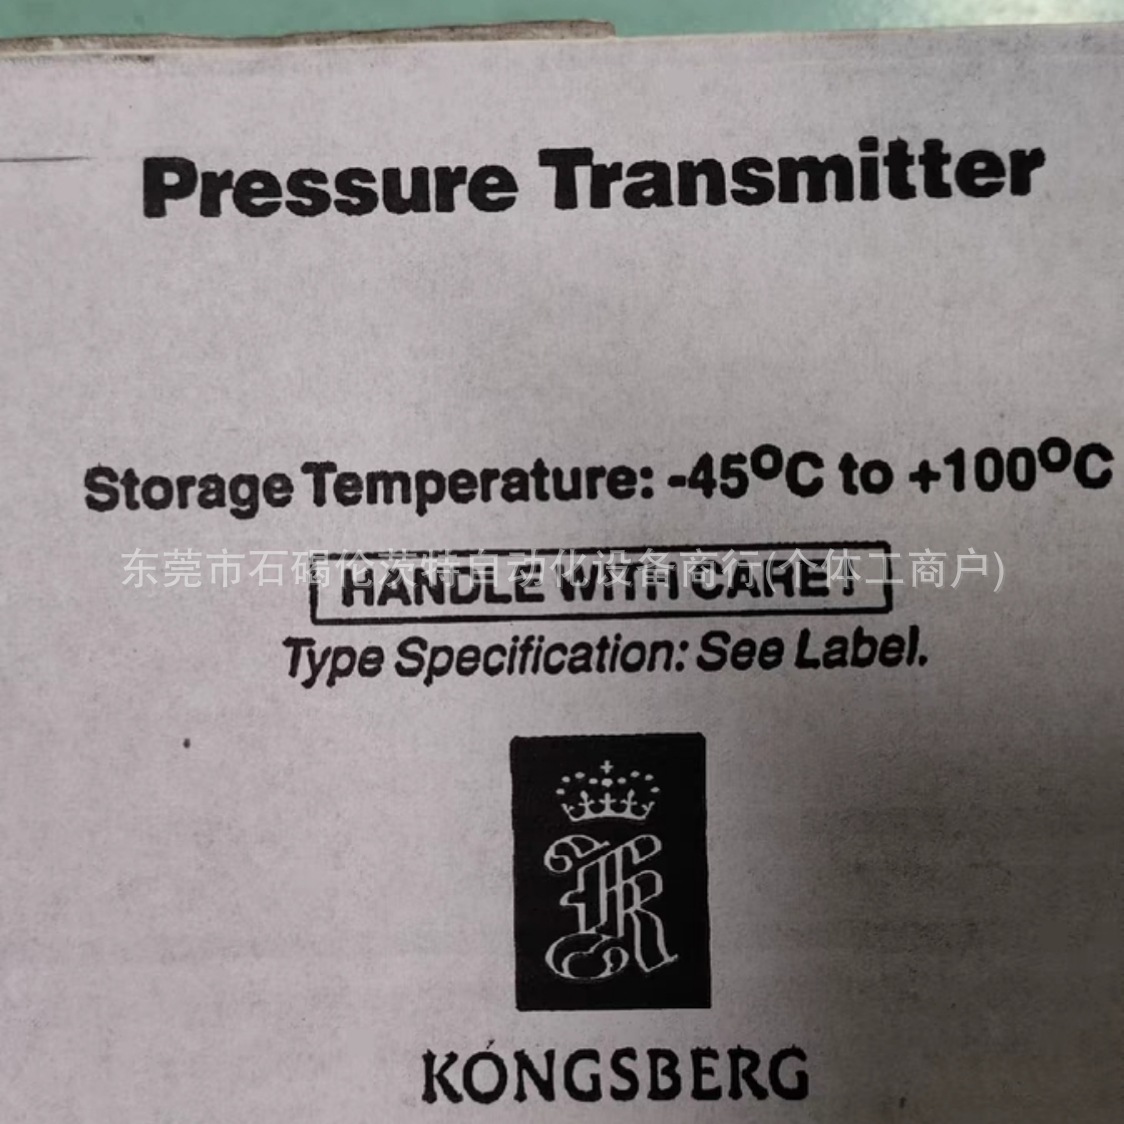 Pressure Transmitter
Storage Temperature: -45°C to +100°C
东莞市石碣伦茨特自动化设备商行(个体工商户)
HANDLE WITH CARE!
Type Specification: See Label.
KONGSBERG